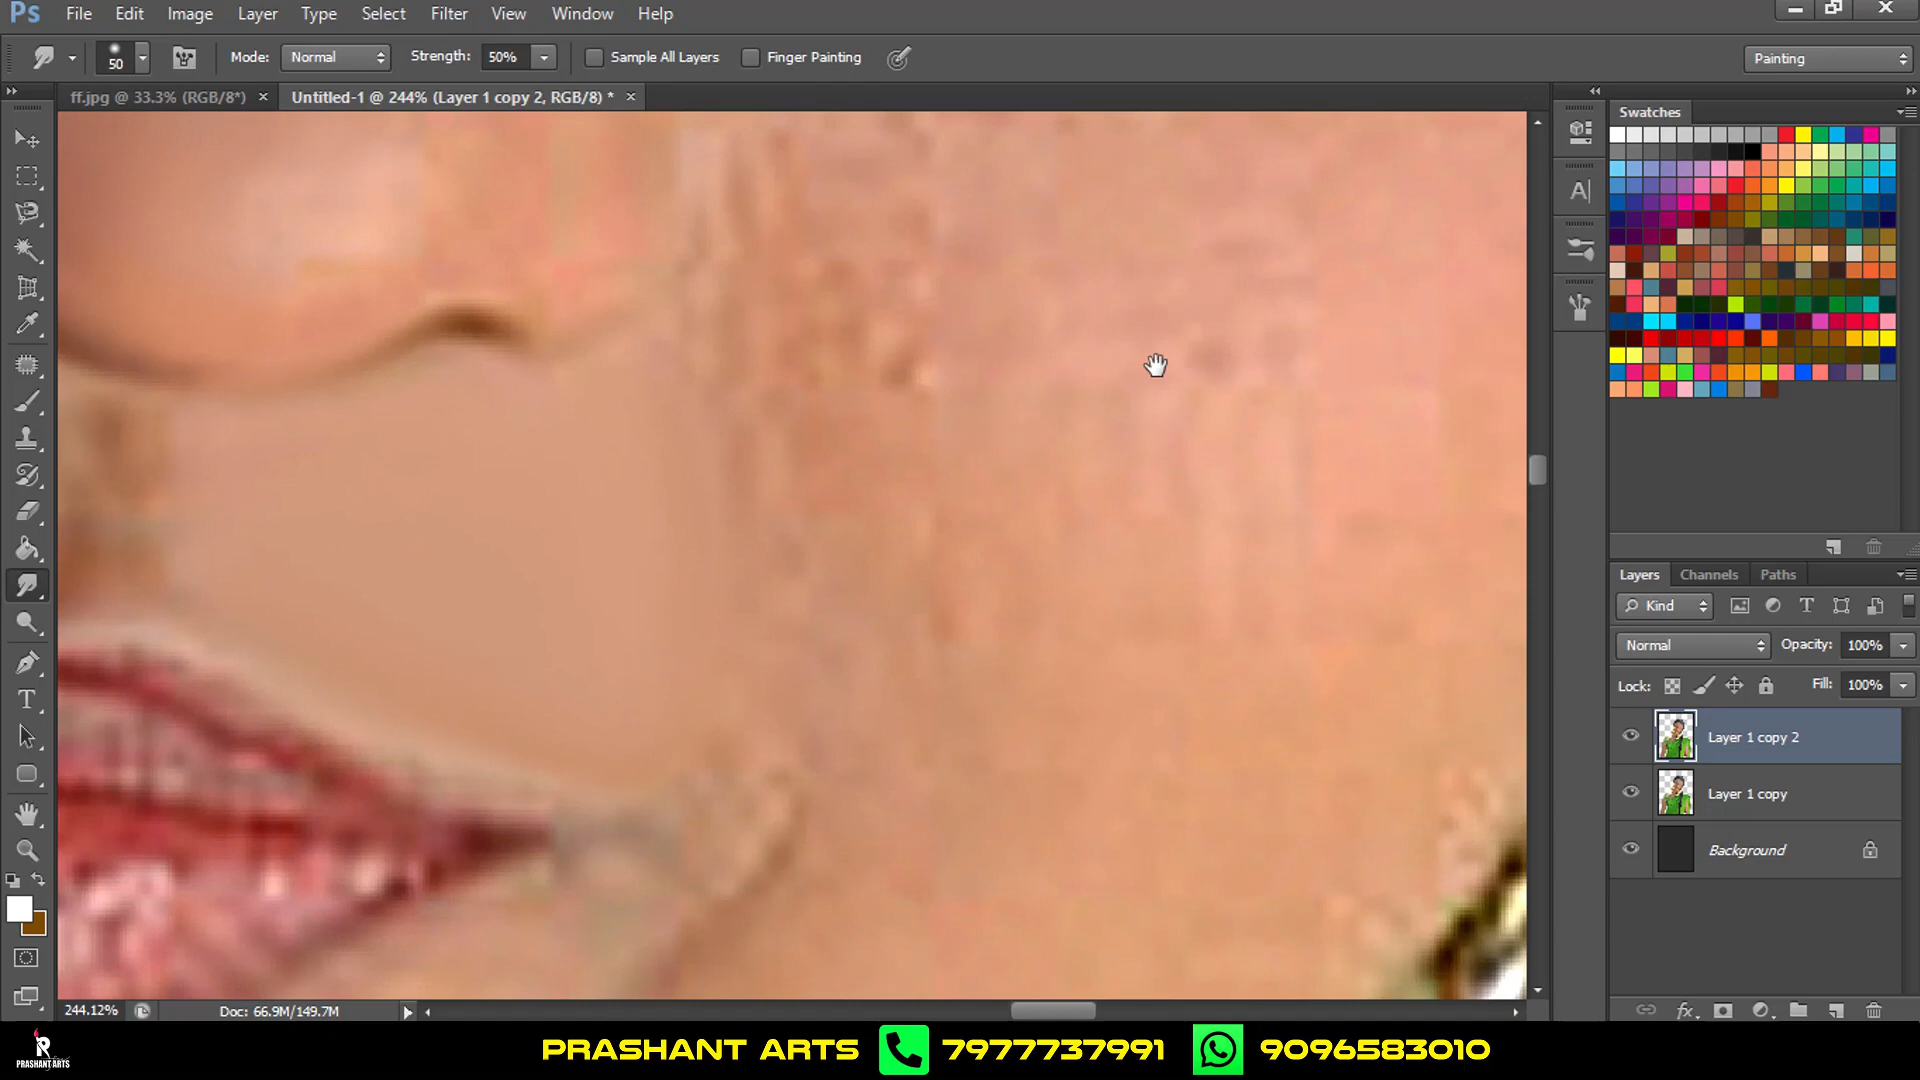 Ps File Edit Image Layer Type Select Filter View Window Help
50 Mode: Normal Strength: 50% Sample All Layers Finger Painting Painting
ff.jpg @ 33.3% (RGB/8*) × Untitled-1 @ 244% (Layer 1 copy 2, RGB/8) * ×
Swatches
Layers Channels Paths
Kind
Normal Opacity: 100%
Lock: Fill: 100%
Layer 1 copy 2
Layer 1 copy
Background
244.12% Doc: 66.9M/149.7M
PRASHANT ARTS 7977737991 9096583010
PRASHANT ARTS